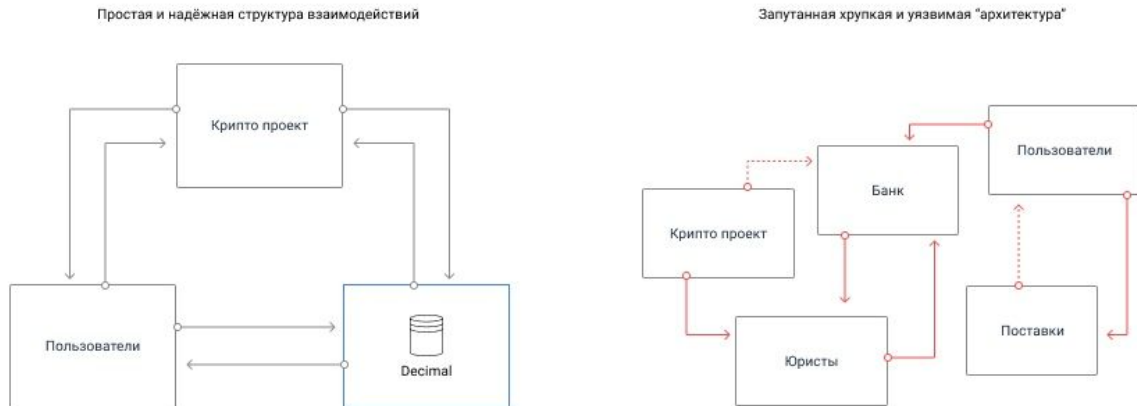 Простая и надёжная структура взаимодействий
Крипто проект
Пользователи
Decimal
Запутанная хрупкая и уязвимая “архитектура”
Пользователи
Банк
Крипто проект
Поставки
Юристы